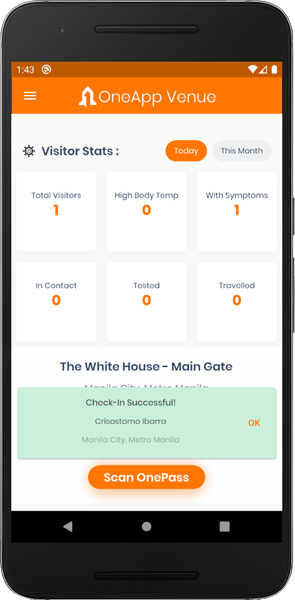 1:43
OneApp Venue
Visitor Stats :
Today
This Month
Total Visitors
1
High Body Temp
0
With Symptoms
1
In Contact
0
Tested
0
Travelled
0
The White House - Main Gate
Manila City, Metro Manila
Check-In Successful!
Crisostomo Ibarra
OK
Manila City, Metro Manila
Scan OnePass